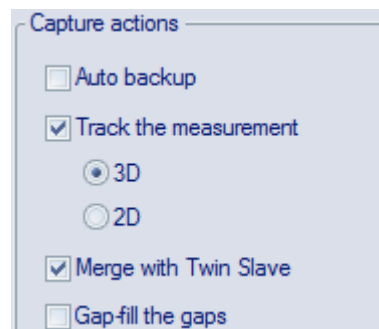 Capture actions
Auto backup
Track the measurement
3D
2D
Merge with Twin Slave
Gap-fill the gaps